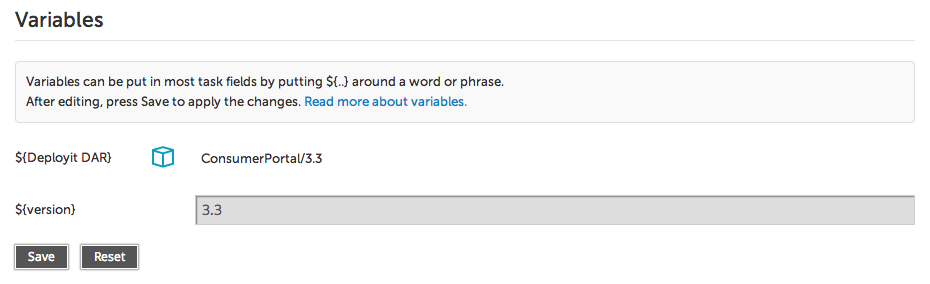 Variables
Variables can be put in most task fields by putting ${..} around a word or phrase.
After editing, press Save to apply the changes. Read more about variables.
${Deployit DAR} ConsumerPortal/3.3
${version} 3.3
Save Reset